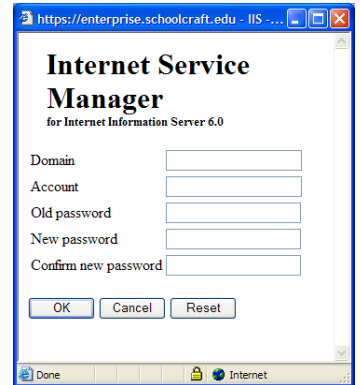 https://enterprise.schoolcraft.edu - IIS -...
Internet Service
Manager
for Internet Information Server 6.0
Domain
Account
Old password
New password
Confirm new password
OK Cancel Reset
Done Internet